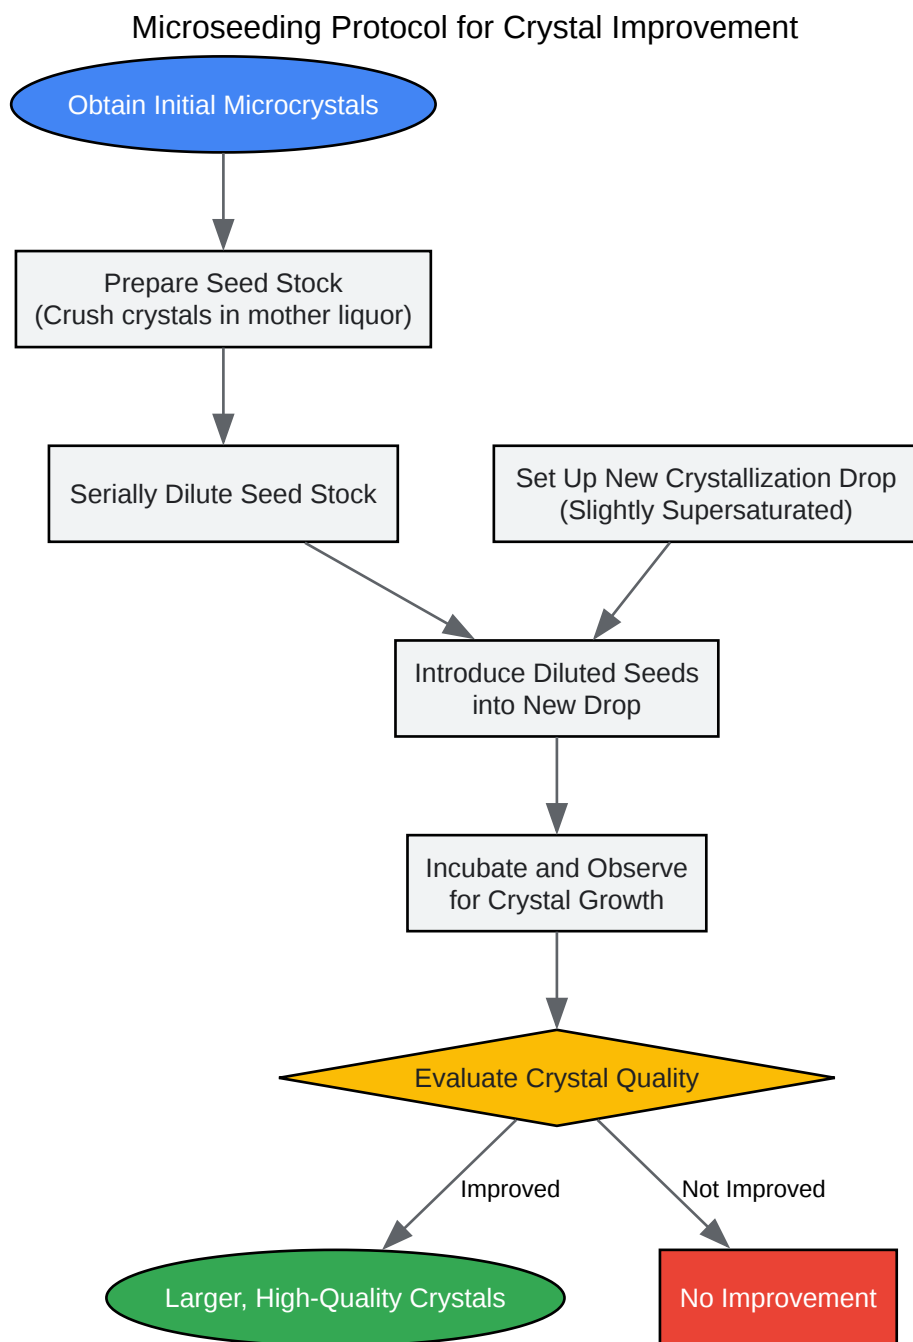 Microseeding Protocol for Crystal Improvement
Obtain Initial Microcrystals
Prepare Seed Stock
(Crush crystals in mother liquor)
Serially Dilute Seed Stock
Set Up New Crystallization Drop
(Slightly Supersaturated)
Introduce Diluted Seeds
into New Drop
Incubate and Observe
for Crystal Growth
Evaluate Crystal Quality
Improved
Not Improved
Larger, High-Quality Crystals
No Improvement